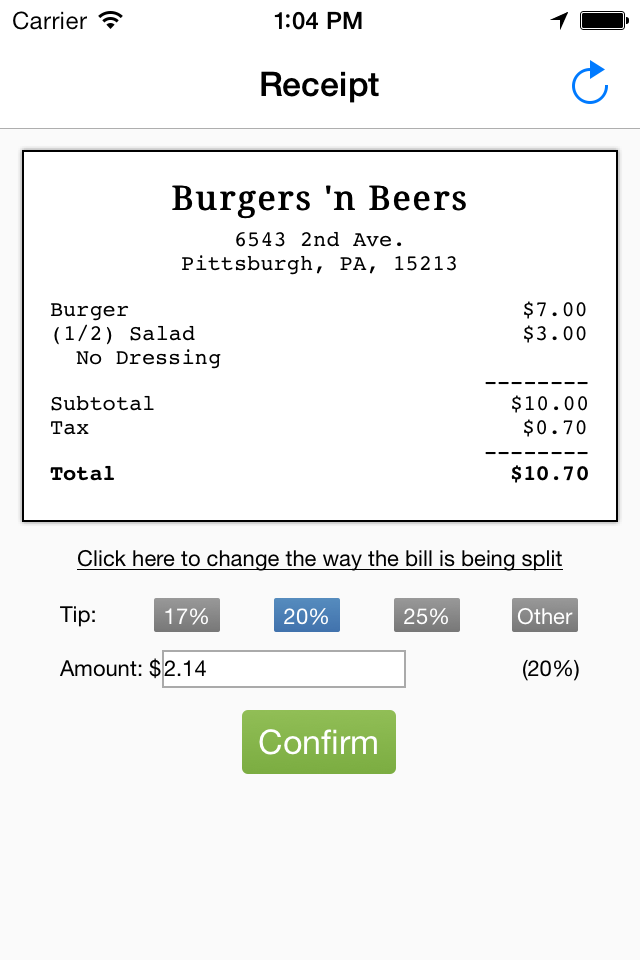 Carrier 1:04 PM
Receipt
Burgers 'n Beers
6543 2nd Ave.
Pittsburgh, PA, 15213
Burger $7.00
(1/2) Salad $3.00
No Dressing
--------
Subtotal $10.00
Tax $0.70
--------
Total $10.70
Click here to change the way the bill is being split
Tip: 17% 20% 25% Other
Amount: $2.14 (20%)
Confirm